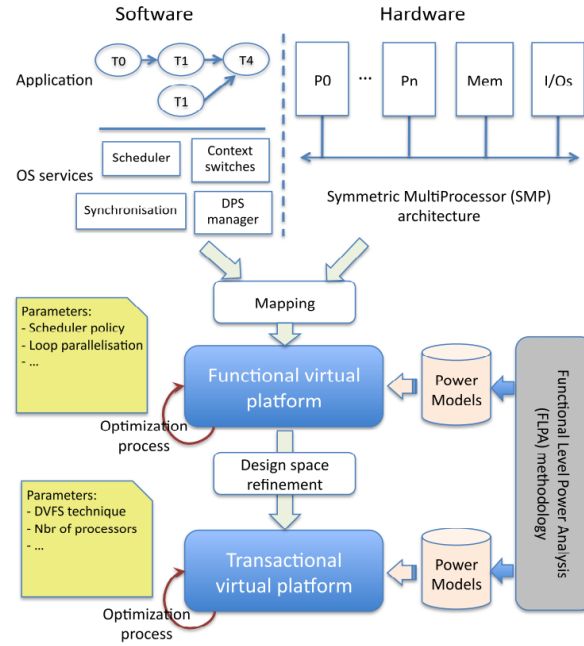 Software
Hardware
Application
T0
T1
T4
T1
P0
...
Pn
Mem
I/Os
OS services
Scheduler
Context
switches
Synchronisation
DPS
manager
Symmetric MultiProcessor (SMP)
architecture
Mapping
Parameters:
- Scheduler policy
- Loop parallelisation
- ...
Functional virtual
platform
Power
Models
Functional Level Power Analysis
(FLPA) methodology
Optimization
process
Design space
refinement
Parameters:
- DVFS technique
- Nbr of processors
- ...
Transactional
virtual platform
Power
Models
Optimization
process